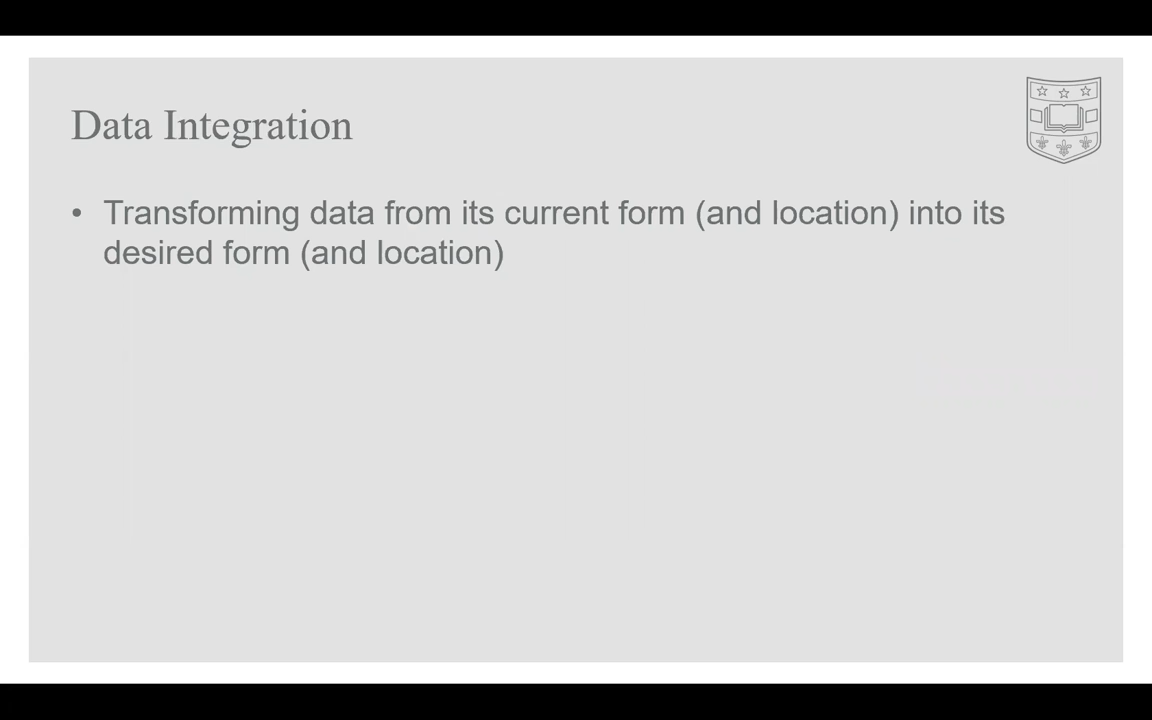 Data Integration
• Transforming data from its current form (and location) into its
desired form (and location)